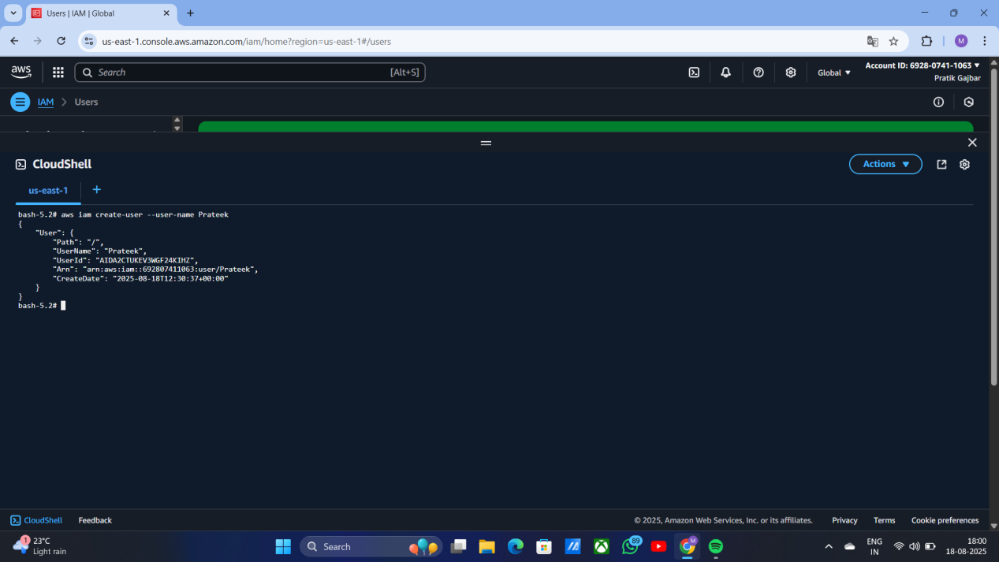 Users | IAM | Global
us-east-1.console.aws.amazon.com/iam/home?region=us-east-1#/users
M
aws
Search [Alt+S]
Global
Account ID: 6928-0741-1063
Pratik Gajbar
IAM > Users
CloudShell
Actions
us-east-1
+
bash-5.2# aws iam create-user --user-name Prateek
{
    "User": {
        "Path": "/",
        "UserName": "Prateek",
        "UserId": "AIDA2CTUKEV3WGF24KIHZ",
        "Arn": "arn:aws:iam::692807411063:user/Prateek",
        "CreateDate": "2025-08-18T12:30:37+00:00"
    }
}
bash-5.2#
CloudShell Feedback
© 2025, Amazon Web Services, Inc. or its affiliates. Privacy Terms Cookie preferences
1
23°C
Light rain
Search
89
M
ENG
IN
18:00
18-08-2025